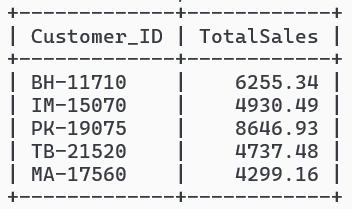 +-------------+------------+
| Customer_ID | TotalSales |
+-------------+------------+
| BH-11710    |    6255.34 |
| IM-15070    |    4930.49 |
| PK-19075    |    8646.93 |
| TB-21520    |    4737.48 |
| MA-17560    |    4299.16 |
+-------------+------------+